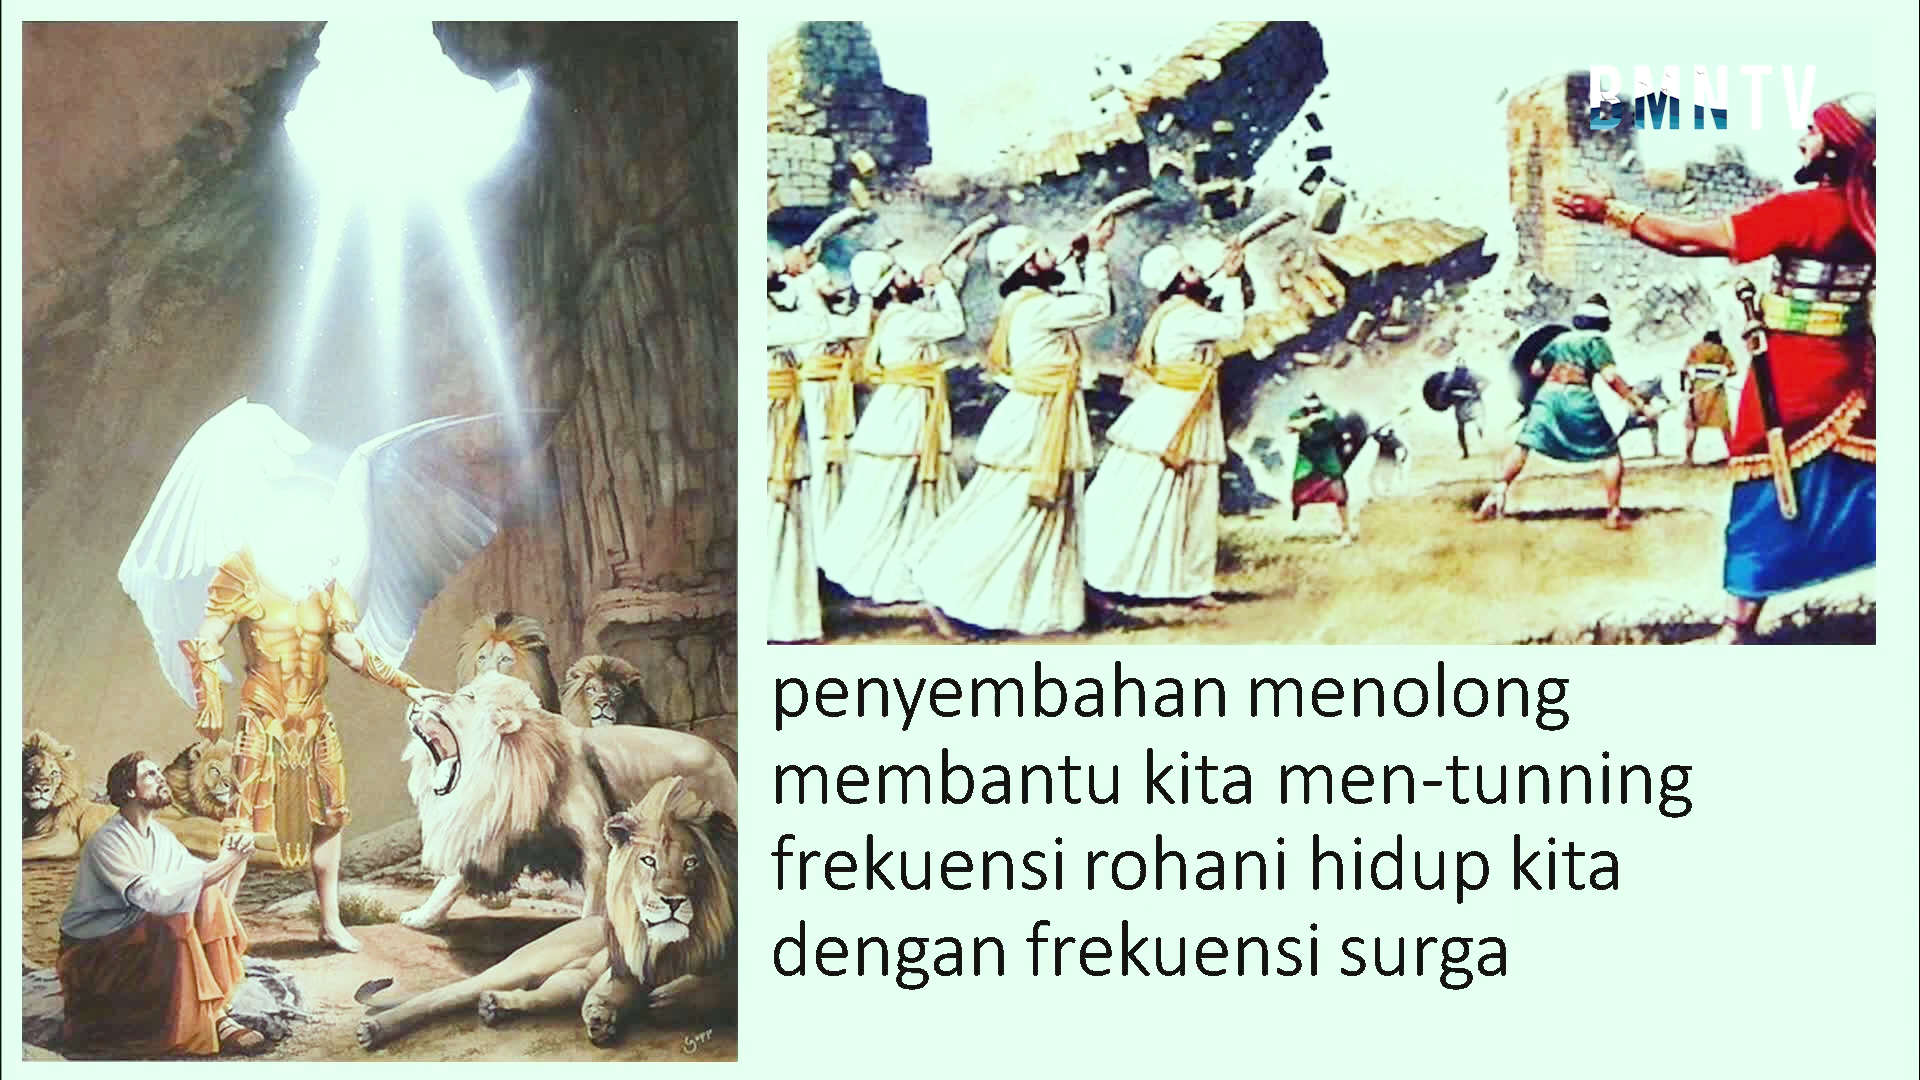 BMNTV
penyembahan menolong
membantu kita men-tunning
frekuensi rohani hidup kita
dengan frekuensi surga